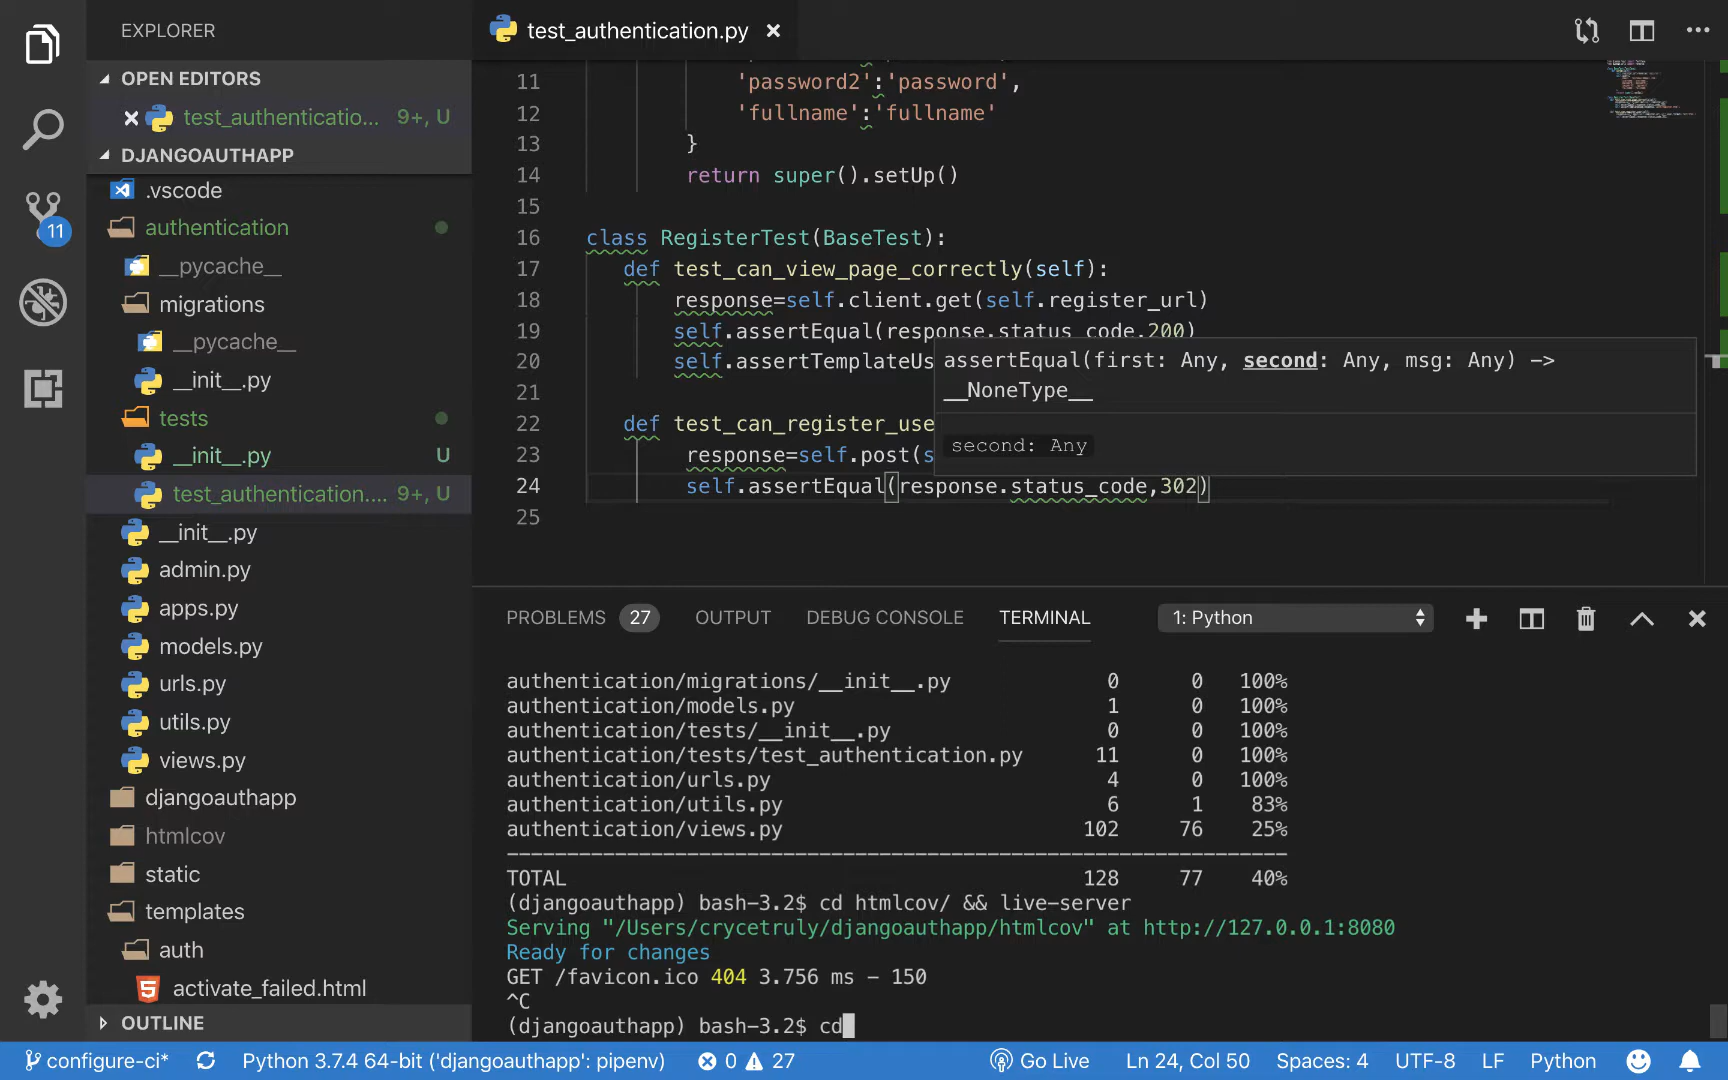 EXPLORER
OPEN EDITORS
test_authenticatio... 9+, U
DJANGOAUTHAPP
.vscode
authentication
__pycache__
migrations
__pycache__
__init__.py
tests
__init__.py U
test_authentication.... 9+, U
__init__.py
admin.py
apps.py
models.py
urls.py
utils.py
views.py
djangoauthapp
htmlcov
static
templates
auth
activate_failed.html
OUTLINE
11
test_authentication.py
11 'password2':'password',
12 'fullname':'fullname'
13 }
14 return super().setUp()
15
16 class RegisterTest(BaseTest):
17 def test_can_view_page_correctly(self):
18 response=self.client.get(self.register_url)
19 self.assertEqual(response.status_code,200)
20 self.assertTemplateUs
21
22 def test_can_register_use
23 response=self.post(s
24 self.assertEqual(response.status_code,302)
25
assertEqual(first: Any, second: Any, msg: Any) ->
__NoneType__
second: Any
PROBLEMS 27 OUTPUT DEBUG CONSOLE TERMINAL 1: Python
authentication/migrations/__init__.py 0 0 100%
authentication/models.py 1 0 100%
authentication/tests/__init__.py 0 0 100%
authentication/tests/test_authentication.py 11 0 100%
authentication/urls.py 4 0 100%
authentication/utils.py 6 1 83%
authentication/views.py 102 76 25%
TOTAL 128 77 40%
(djangoauthapp) bash-3.2$ cd htmlcov/ && live-server
Serving "/Users/crycetruly/djangoauthapp/htmlcov" at http://127.0.0.1:8080
Ready for changes
GET /favicon.ico 404 3.756 ms - 150
^C
(djangoauthapp) bash-3.2$ cd
configure-ci* Python 3.7.4 64-bit ('djangoauthapp': pipenv) 0 27 Go Live Ln 24, Col 50 Spaces: 4 UTF-8 LF Python